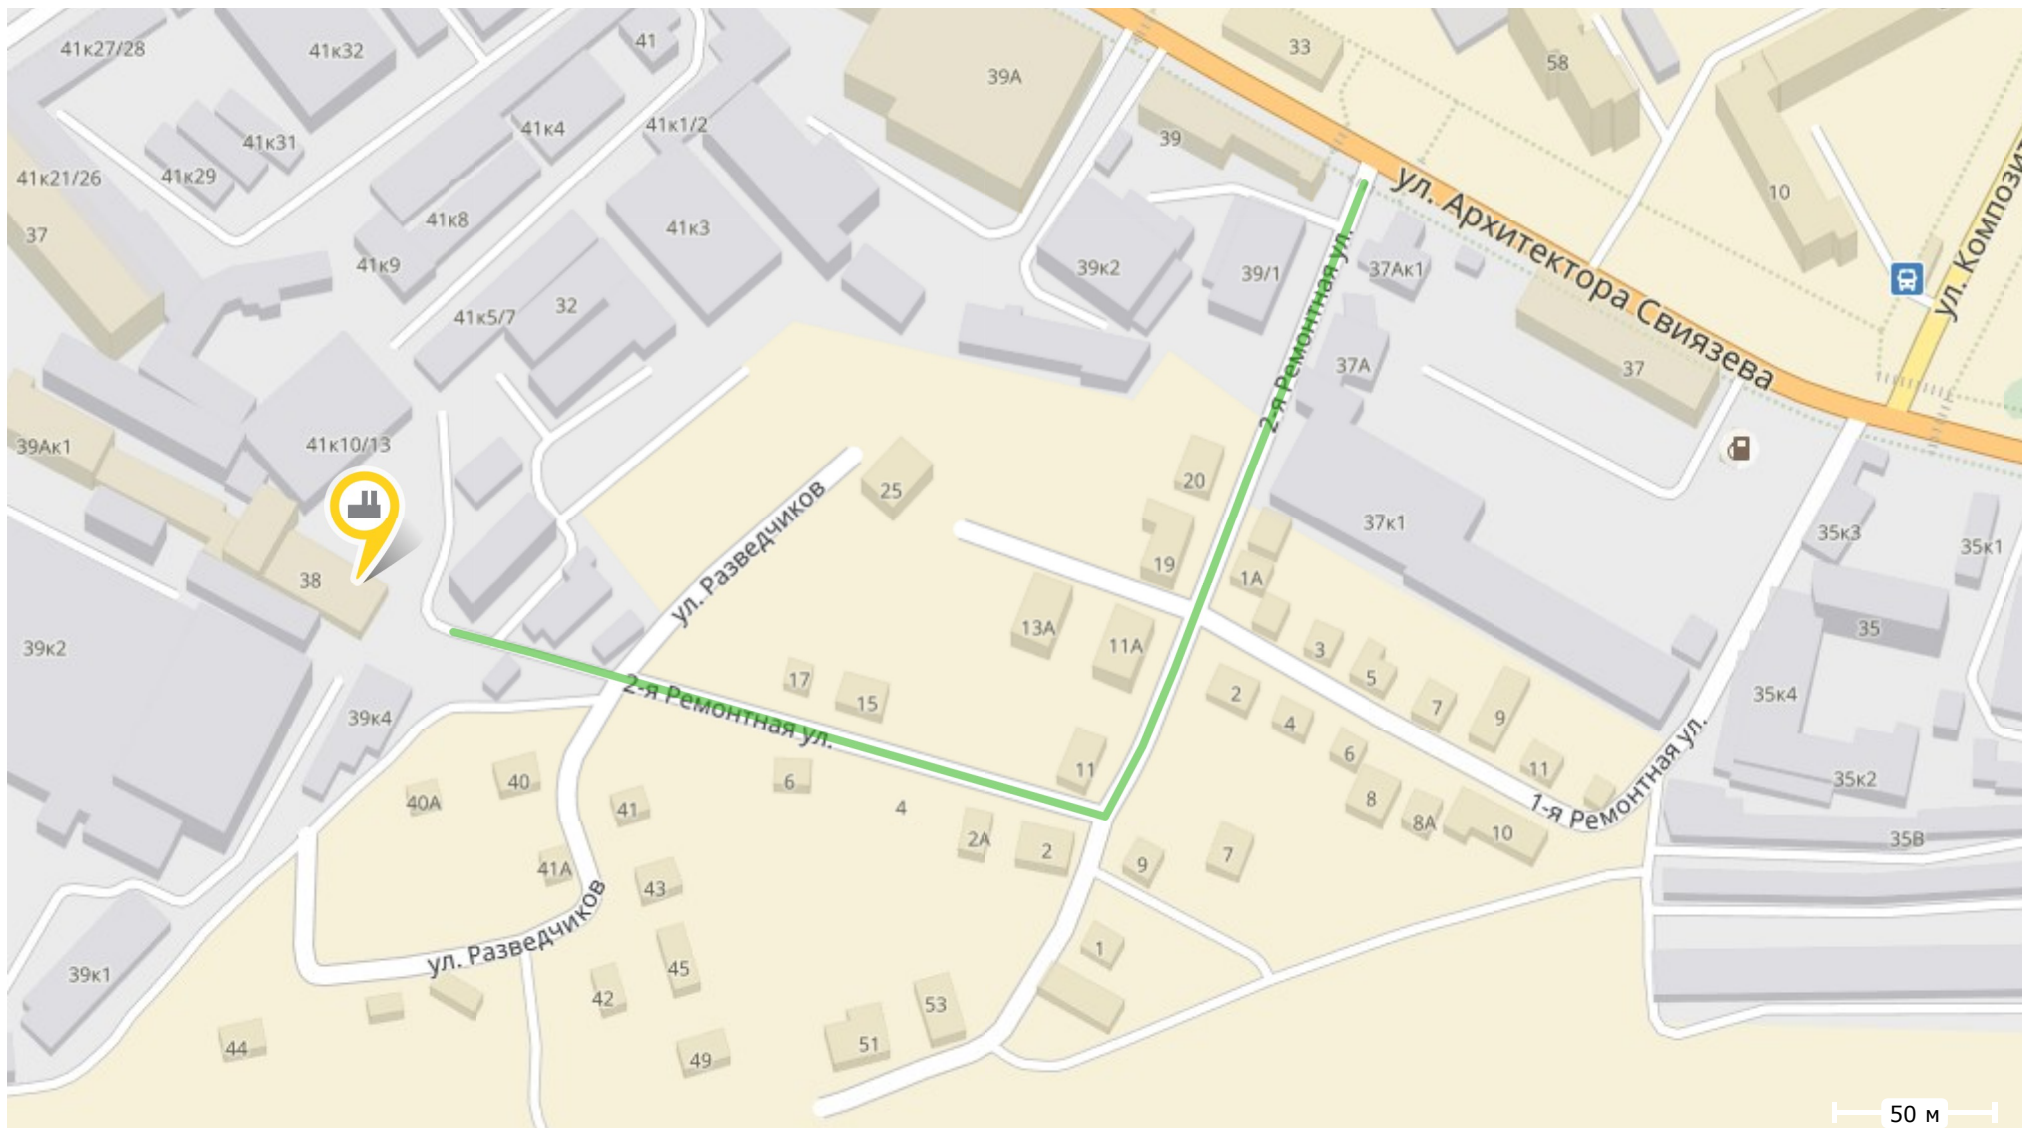 41к27/28
41к32
41
39А
33
58
41к4
41к1/2
39
41к31
41к29
41к21/26
10
ул. Архитектора Свиязева
ул. Композит
37
41к8
41к3
41к9
39к2
39/1
37Ак1
2-я Ремонтная ул.
32
41к5/7
37А
37
39Ак1
41к10/13
25
20
ул. Разведчиков
37к1
35к3
35к1
38
19
1А
13А
11А
3
5
35
39к2
17
15
2-я Ремонтная ул.
2
7
9
35к4
39к4
4
6
11
1-я Ремонтная ул.
11
40
40А
6
41
4
8
8А
10
35к2
35В
2А
2
9
7
41А
43
ул. Разведчиков
1
39к1
45
42
53
44
49
51
50 м